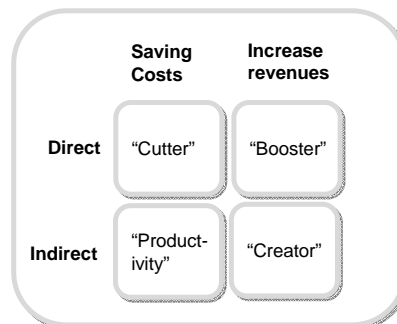 Saving Costs
Increase revenues
Direct
“Cutter”
“Booster”
Indirect
“Product-
ivity”
“Creator”